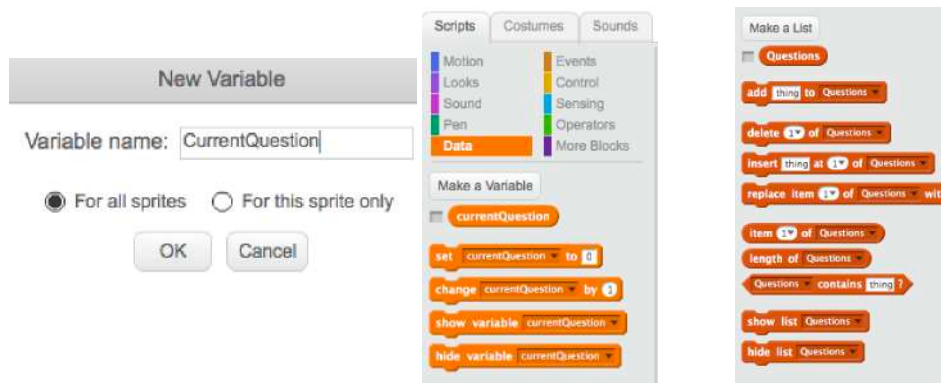 New Variable
Variable name: CurrentQuestion
For all sprites For this sprite only
OK Cancel
Scripts Costumes Sounds
Motion Events
Looks Control
Sound Sensing
Pen Operators
Data More Blocks
Make a Variable
currentQuestion
set currentQuestion to 0
change currentQuestion by 1
show variable currentQuestion
hide variable currentQuestion
Make a List
Questions
add thing to Questions
delete 1 of Questions
insert thing at 1 of Questions
replace item 1 of Questions wit
item 1 of Questions
length of Questions
Questions contains thing ?
show list Questions
hide list Questions